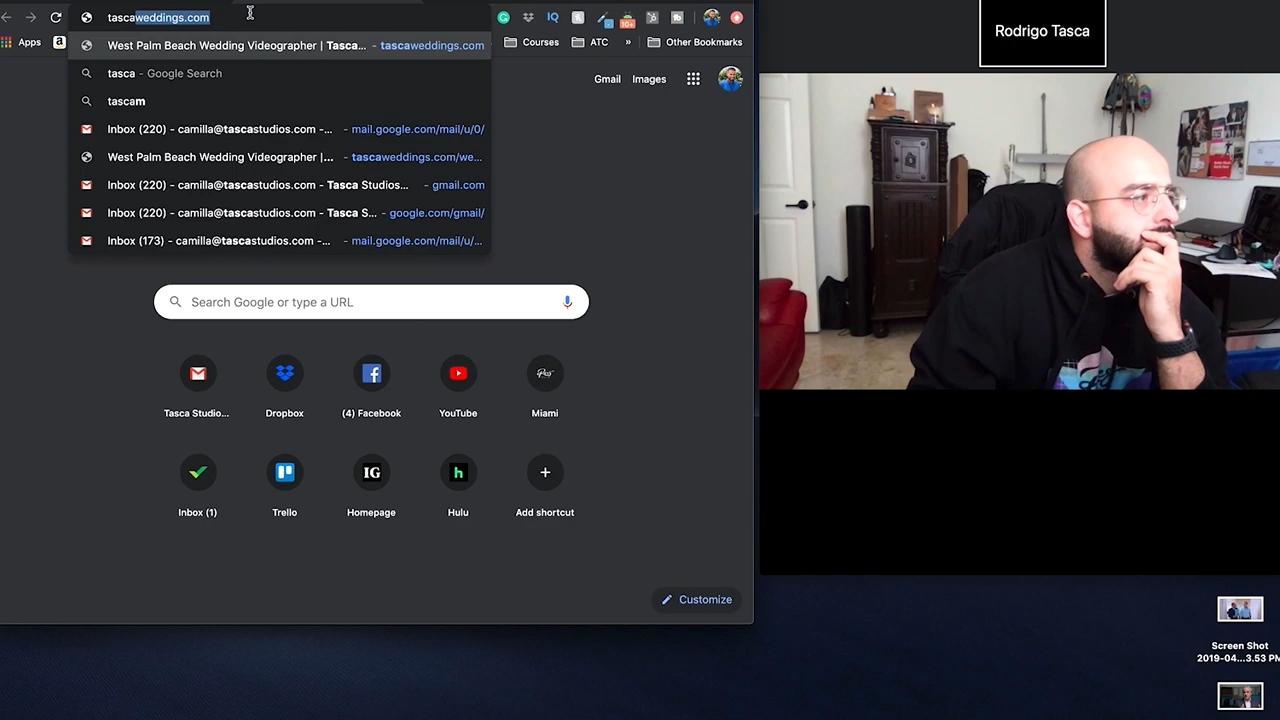 tascaweddings.com
IQ
10+
Apps
a
Courses
ATC
»
Other Bookmarks
West Palm Beach Wedding Videographer | Tasca... - tascaweddings.com
tasca - Google Search
tascam
Inbox (220) - camilla@tascastudios.com -... - mail.google.com/mail/u/0/
West Palm Beach Wedding Videographer |... - tascaweddings.com/we...
Inbox (220) - camilla@tascastudios.com - Tasca Studios... - gmail.com
Inbox (220) - camilla@tascastudios.com - Tasca S... - google.com/gmail/
Inbox (173) - camilla@tascastudios.com -... - mail.google.com/mail/u/...
Gmail
Images
Search Google or type a URL
Tasca Studio...
Dropbox
(4) Facebook
YouTube
Miami
IG
h
Inbox (1)
Trello
Homepage
Hulu
Add shortcut
Customize
Rodrigo Tasca
Screen Shot
2019-04...3.53 PM